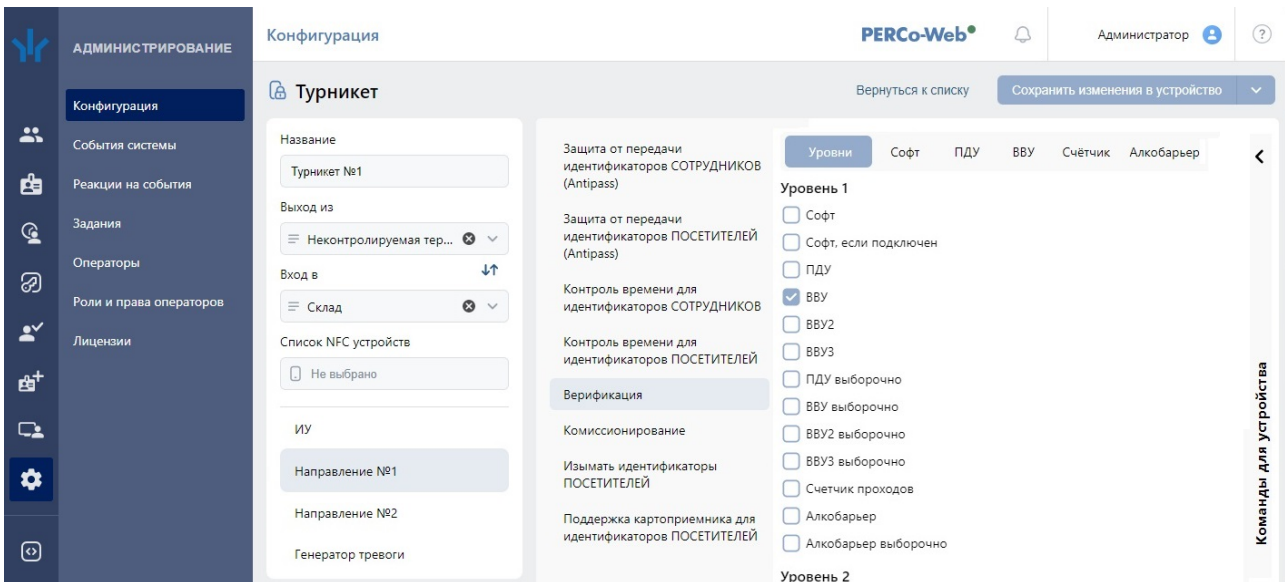 АДМИНИСТРИРОВАНИЕ
Конфигурация
События системы
Реакции на события
Задания
Операторы
Роли и права операторов
Лицензии
Конфигурация
PERCo-Web
Администратор
?
Турникет
Вернуться к списку
Сохранить изменения в устройство
Название
Турникет №1
Выход из
Неконтролируемая тер...
Вход в
Склад
Список NFC устройств
Не выбрано
ИУ
Направление №1
Направление №2
Генератор тревоги
Защита от передачи
идентификаторов СОТРУДНИКОВ
(Antipass)
Защита от передачи
идентификаторов ПОСЕТИТЕЛЕЙ
(Antipass)
Контроль времени для
идентификаторов СОТРУДНИКОВ
Контроль времени для
идентификаторов ПОСЕТИТЕЛЕЙ
Верификация
Комиссионирование
Изымать идентификаторы
ПОСЕТИТЕЛЕЙ
Поддержка картоприемника для
идентификаторов ПОСЕТИТЕЛЕЙ
Уровни Софт ПДУ ВВУ Счётчик Алкобарьер
Уровень 1
Софт
Софт, если подключен
ПДУ
ВВУ
ВВУ2
ВВУ3
ПДУ выборочно
ВВУ выборочно
ВВУ2 выборочно
ВВУ3 выборочно
Счетчик проходов
Алкобарьер
Алкобарьер выборочно
Уровень 2
Команды для устройства